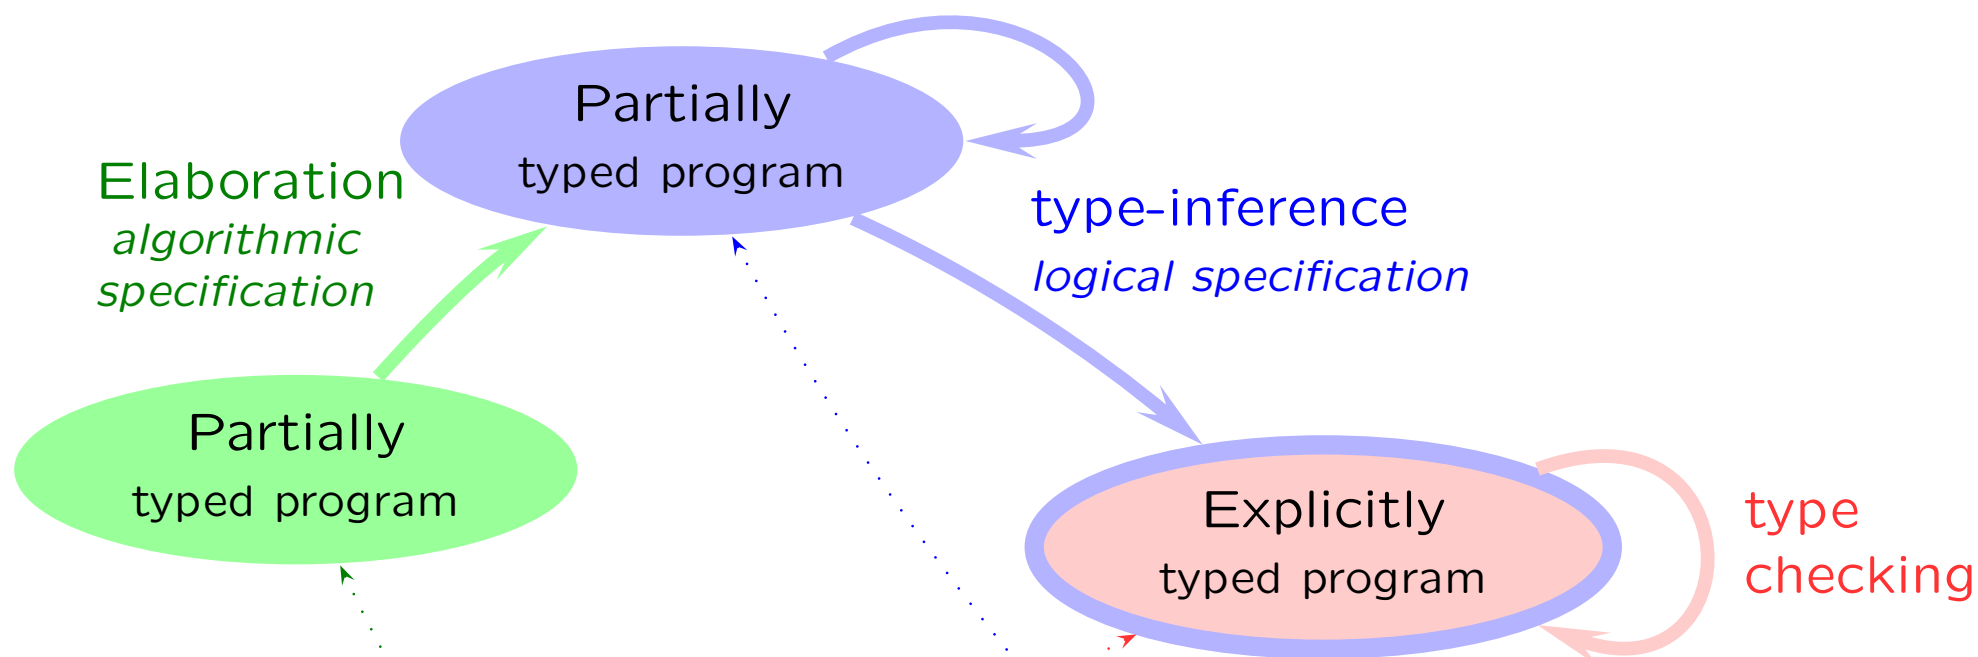 Partially
typed program
Elaboration
algorithmic
specification
type-inference
logical specification
Partially
typed program
Explicitly
typed program
type
checking